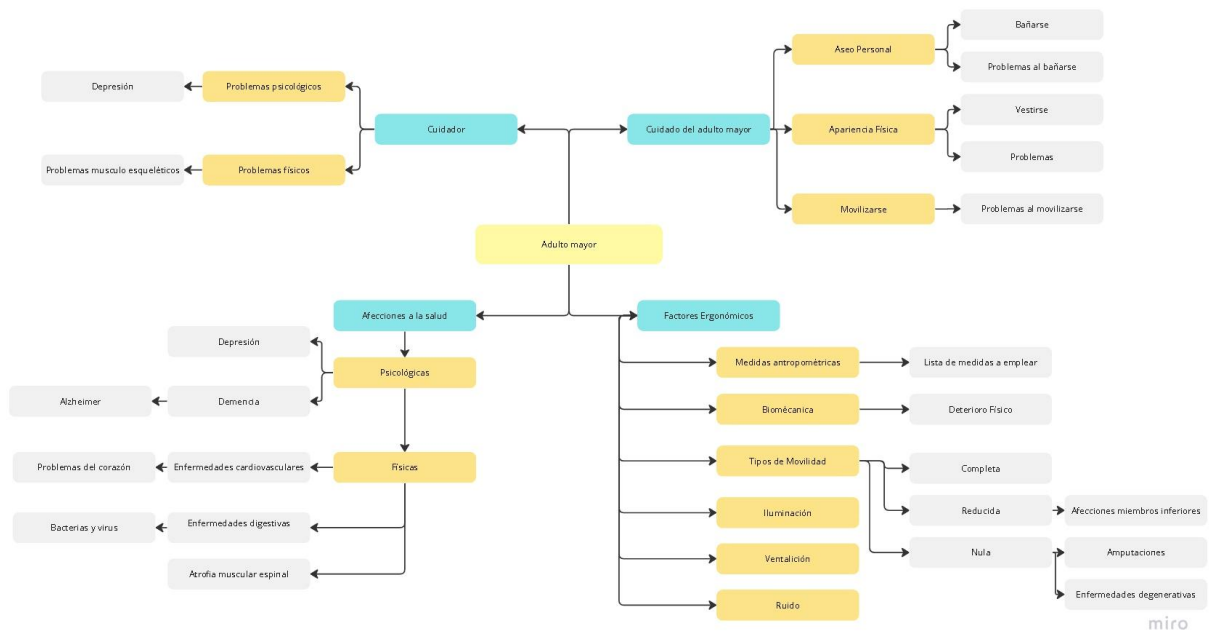 Bañarse
Aseo Personal
Problemas al bañarse
Depresión
Problemas psicológicos
Vestirse
Cuidador
Cuidado del adulto mayor
Apariencia Física
Problemas
Problemas musculo esqueléticos
Problemas físicos
Movilizarse
Problemas al movilizarse
Adulto mayor
Afecciones a la salud
Factores Ergonómicos
Depresión
Psicológicas
Medidas antropométricas
Lista de medidas a emplear
Alzheimer
Demencia
Biomécanica
Deterioro Físico
Problemas del corazón
Enfermedades cardiovasculares
Físicas
Tipos de Movilidad
Completa
Bacterias y virus
Enfermedades digestivas
Iluminación
Reducida
Afecciones miembros inferiores
Atrofia muscular espinal
Ventalición
Nula
Amputaciones
Ruido
Enfermedades degenerativas
miro